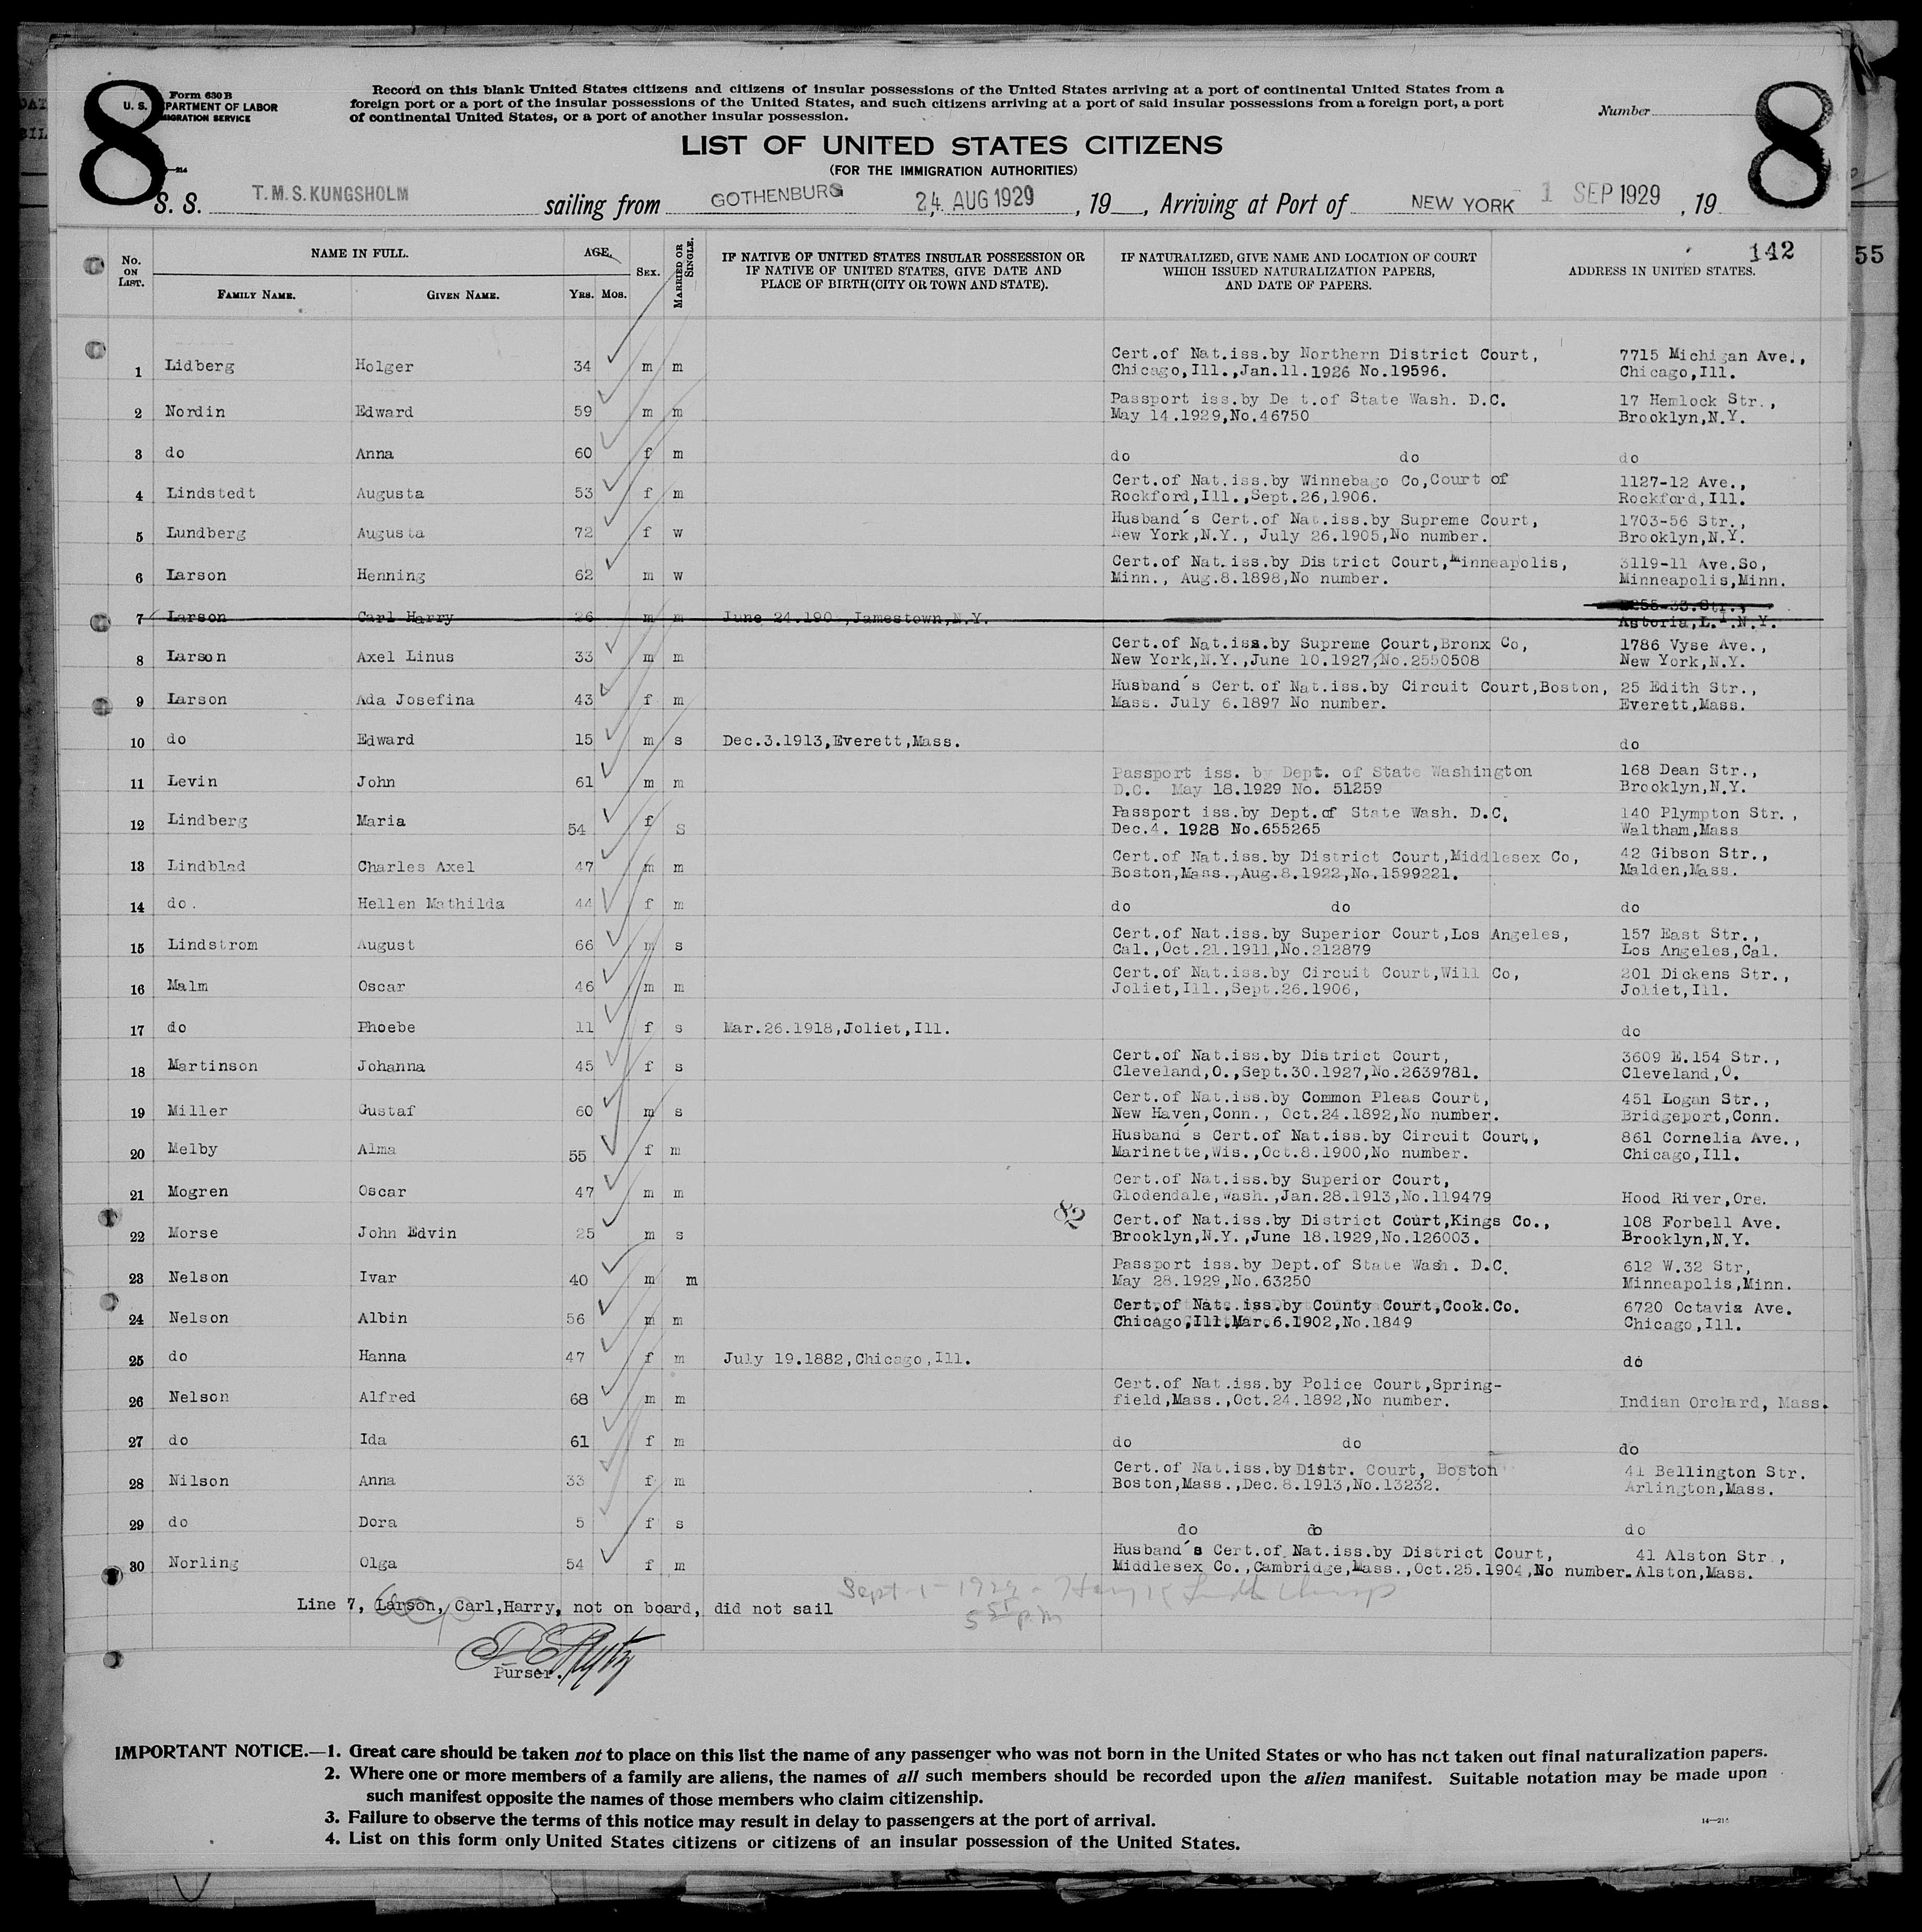 8
Form 630 B
U. S. DEPARTMENT OF LABOR
IMMIGRATION SERVICE
Record on this blank United States citizens and citizens of insular possessions of the United States arriving at a port of continental United States from a
foreign port or a port of the insular possessions of the United States, and such citizens arriving at a port of said insular possessions from a foreign port, a port
of continental United States, or a port of another insular possession.
Number
8
LIST OF UNITED STATES CITIZENS
(FOR THE IMMIGRATION AUTHORITIES)
S. S. T.M.S. KUNGSHOLM sailing from GOTHENBURG 24. AUG 1929, 19__, Arriving at Port of NEW YORK 1 SEP 1929, 19
142
55
No. ON LIST. NAME IN FULL. FAMILY NAME. GIVEN NAME. AGE. YRS. MOS. SEX. MARRIED OR SINGLE.
IF NATIVE OF UNITED STATES INSULAR POSSESSION OR
IF NATIVE OF UNITED STATES, GIVE DATE AND
PLACE OF BIRTH (CITY OR TOWN AND STATE).
IF NATURALIZED, GIVE NAME AND LOCATION OF COURT
WHICH ISSUED NATURALIZATION PAPERS,
AND DATE OF PAPERS.
ADDRESS IN UNITED STATES.
Cert.of Nat.iss.by Northern District Court, 7715 Michigan Ave.,
1 Lidberg Holger 34 m m Chicago,Ill.,Jan.11.1926 No.19596. Chicago,Ill.
Passport iss.by De t.of State Wash. D.C. 17 Hemlock Str.,
2 Nordin Edward 59 m m May 14.1929,No.46750 Brooklyn,N.Y.
3 do Anna 60 f m do do do
Cert.of Nat.iss.by Winnebago Co,Court of 1127-12 Ave.,
4 Lindstedt Augusta 53 f m Rockford,Ill.,Sept.26,1906. Rockford,Ill.
Husband's Cert.of Nat.iss.by Supreme Court, 1703-56 Str.,
5 Lundberg Augusta 72 f w New York,N.Y., July 26.1905,No number. Brooklyn,N.Y.
Cert.of Nat.iss.by District Court,Minneapolis, 3119-11 Ave.So,
6 Larson Henning 62 m w Minn., Aug.8.1898,No number. Minneapolis,Minn.
7 Larson Carl Harry 26 m m June 24.190 ,Jamestown,N.Y. Astoria,L.I.N.Y.
Cert.of Nat.iss.by Supreme Court,Bronx Co, 1786 Vyse Ave.,
8 Larson Axel Linus 33 m m New York,N.Y.,June 10.1927,No.2550508 New York,N.Y.
Husband's Cert. of Nat.iss.by Circuit Court,Boston, 25 Edith Str.,
9 Larson Ada Josefina 43 f m Mass. July 6.1897 No number. Everett,Mass.
10 do Edward 15 m s Dec.3.1913,Everett,Mass. do
Passport iss. by Dept. of State Washington 168 Dean Str.,
11 Levin John 61 m m D.C. May 18.1929 No. 51259 Brooklyn,N.Y.
Passport iss.by Dept.of State Wash. D.C. 140 Plympton Str.,
12 Lindberg Maria 54 f S Dec.4. 1928 No.655265 Waltham,Mass
Cert.of Nat.iss.by District Court,Middlesex Co, 42 Gibson Str.,
13 Lindblad Charles Axel 47 m m Boston,Mass.,Aug.8.1922,No.1599221. Malden,Mass.
14 do. Hellen Mathilda 44 f m do do do
Cert.of Nat.iss.by Superior Court,Los Angeles, 157 East Str.,
15 Lindstrom August 66 m s Cal.,Oct.21.1911,No.212879 Los Angeles,Cal.
Cert.of Nat.iss.by Circuit Court,Will Co, 201 Dickens Str.,
16 Malm Oscar 46 m m Joliet,Ill.,Sept.26.1906, Joliet,Ill.
17 do Phoebe 11 f s Mar.26.1918,Joliet,Ill. do
Cert.of Nat.iss.by District Court, 3609 E.154 Str.,
18 Martinson Johanna 45 f s Cleveland,O.,Sept.30.1927,No.2639781. Cleveland,O.
Cert.of Nat.iss.by Common Pleas Court, 451 Logan Str.,
19 Miller Gustaf 60 m s New Haven,Conn., Oct.24.1892,No number. Bridgeport,Conn.
Husband's Cert.of Nat.iss.by Circuit Court, 861 Cornelia Ave.,
20 Melby Alma 55 f m Marinette,Wis.,Oct.8.1900,No number. Chicago,Ill.
Cert.of Nat.iss.by Superior Court,
21 Mogren Oscar 47 m m Glodendale,Wash.,Jan.28.1913,No.119479 Hood River,Ore.
82
Cert.of Nat.iss.by District Court,Kings Co., 108 Forbell Ave.
22 Morse John Edvin 25 m s Brooklyn,N.Y.,June 18.1929,No.126003. Brooklyn,N.Y.
Passport iss.by Dept.of State Wash. D.C. 612 W.32 Str,
23 Nelson Ivar 40 m m May 28.1929,No.63250 Minneapolis,Minn.
Cert.of Nat. iss.by County Court,Cook.Co. 6720 Octavia Ave.
24 Nelson Albin 56 m m Chicago,Ill.Mar.6.1902,No.1849 Chicago,Ill.
25 do Hanna 47 f m July 19.1882,Chicago,Ill. do
Cert.of Nat.iss.by Police Court,Spring-
26 Nelson Alfred 68 m m field,Mass.,Oct.24.1892,No number. Indian Orchard, Mass.
27 do Ida 61 f m do do do
Cert.of Nat.iss.by Distr. Court, Boston 41 Bellington Str.
28 Nilson Anna 33 f m Boston,Mass.,Dec.8.1913,No.13232. Arlington,Mass.
29 do Dora 5 f s do do do
Husband's Cert.of Nat.iss.by District Court, 41 Alston Str.,
30 Norling Olga 54 f m Middlesex Co.,Cambridge,Mass.,Oct.25.1904,No number. Alston,Mass.
Sept-1-1929-
Line 7, Larson, Carl,Harry, not on board, did not sail
Purser.
IMPORTANT NOTICE.—1. Great care should be taken not to place on this list the name of any passenger who was not born in the United States or who has not taken out final naturalization papers.
2. Where one or more members of a family are aliens, the names of all such members should be recorded upon the alien manifest. Suitable notation may be made upon
such manifest opposite the names of those members who claim citizenship.
3. Failure to observe the terms of this notice may result in delay to passengers at the port of arrival.
4. List on this form only United States citizens or citizens of an insular possession of the United States.